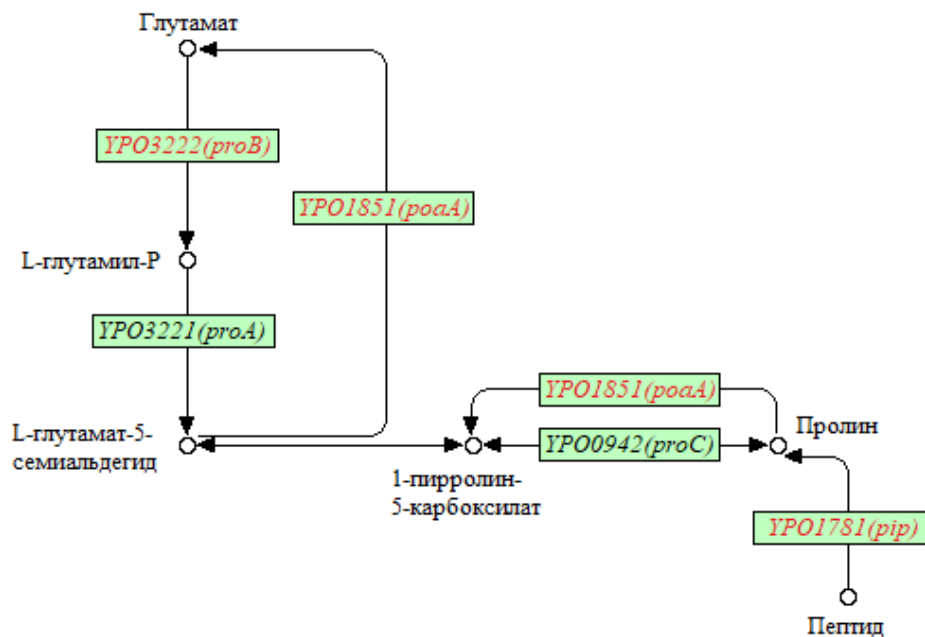 Глутамат
YPO3222(proB)
YPO1851(poaA)
L-глутамил-P
YPO3221(proA)
YPO1851(poaA)
L-глутамат-5-
семиальдегид
YPO0942(proC)
Пролин
1-пирролин-
5-карбоксилат
YPO1781(pip)
Пептид